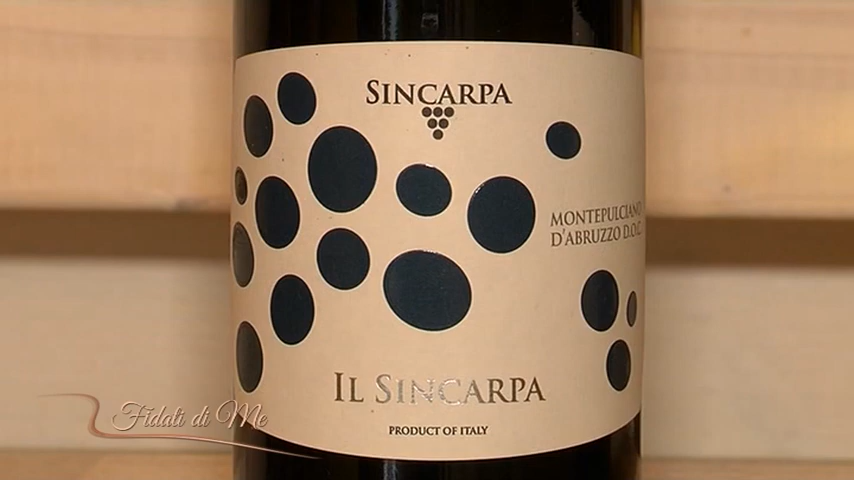 SINCARPA
MONTEPULCIANO
D'ABRUZZO D.O.C.
IL SINCARPA
PRODUCT OF ITALY
Fidati di Me